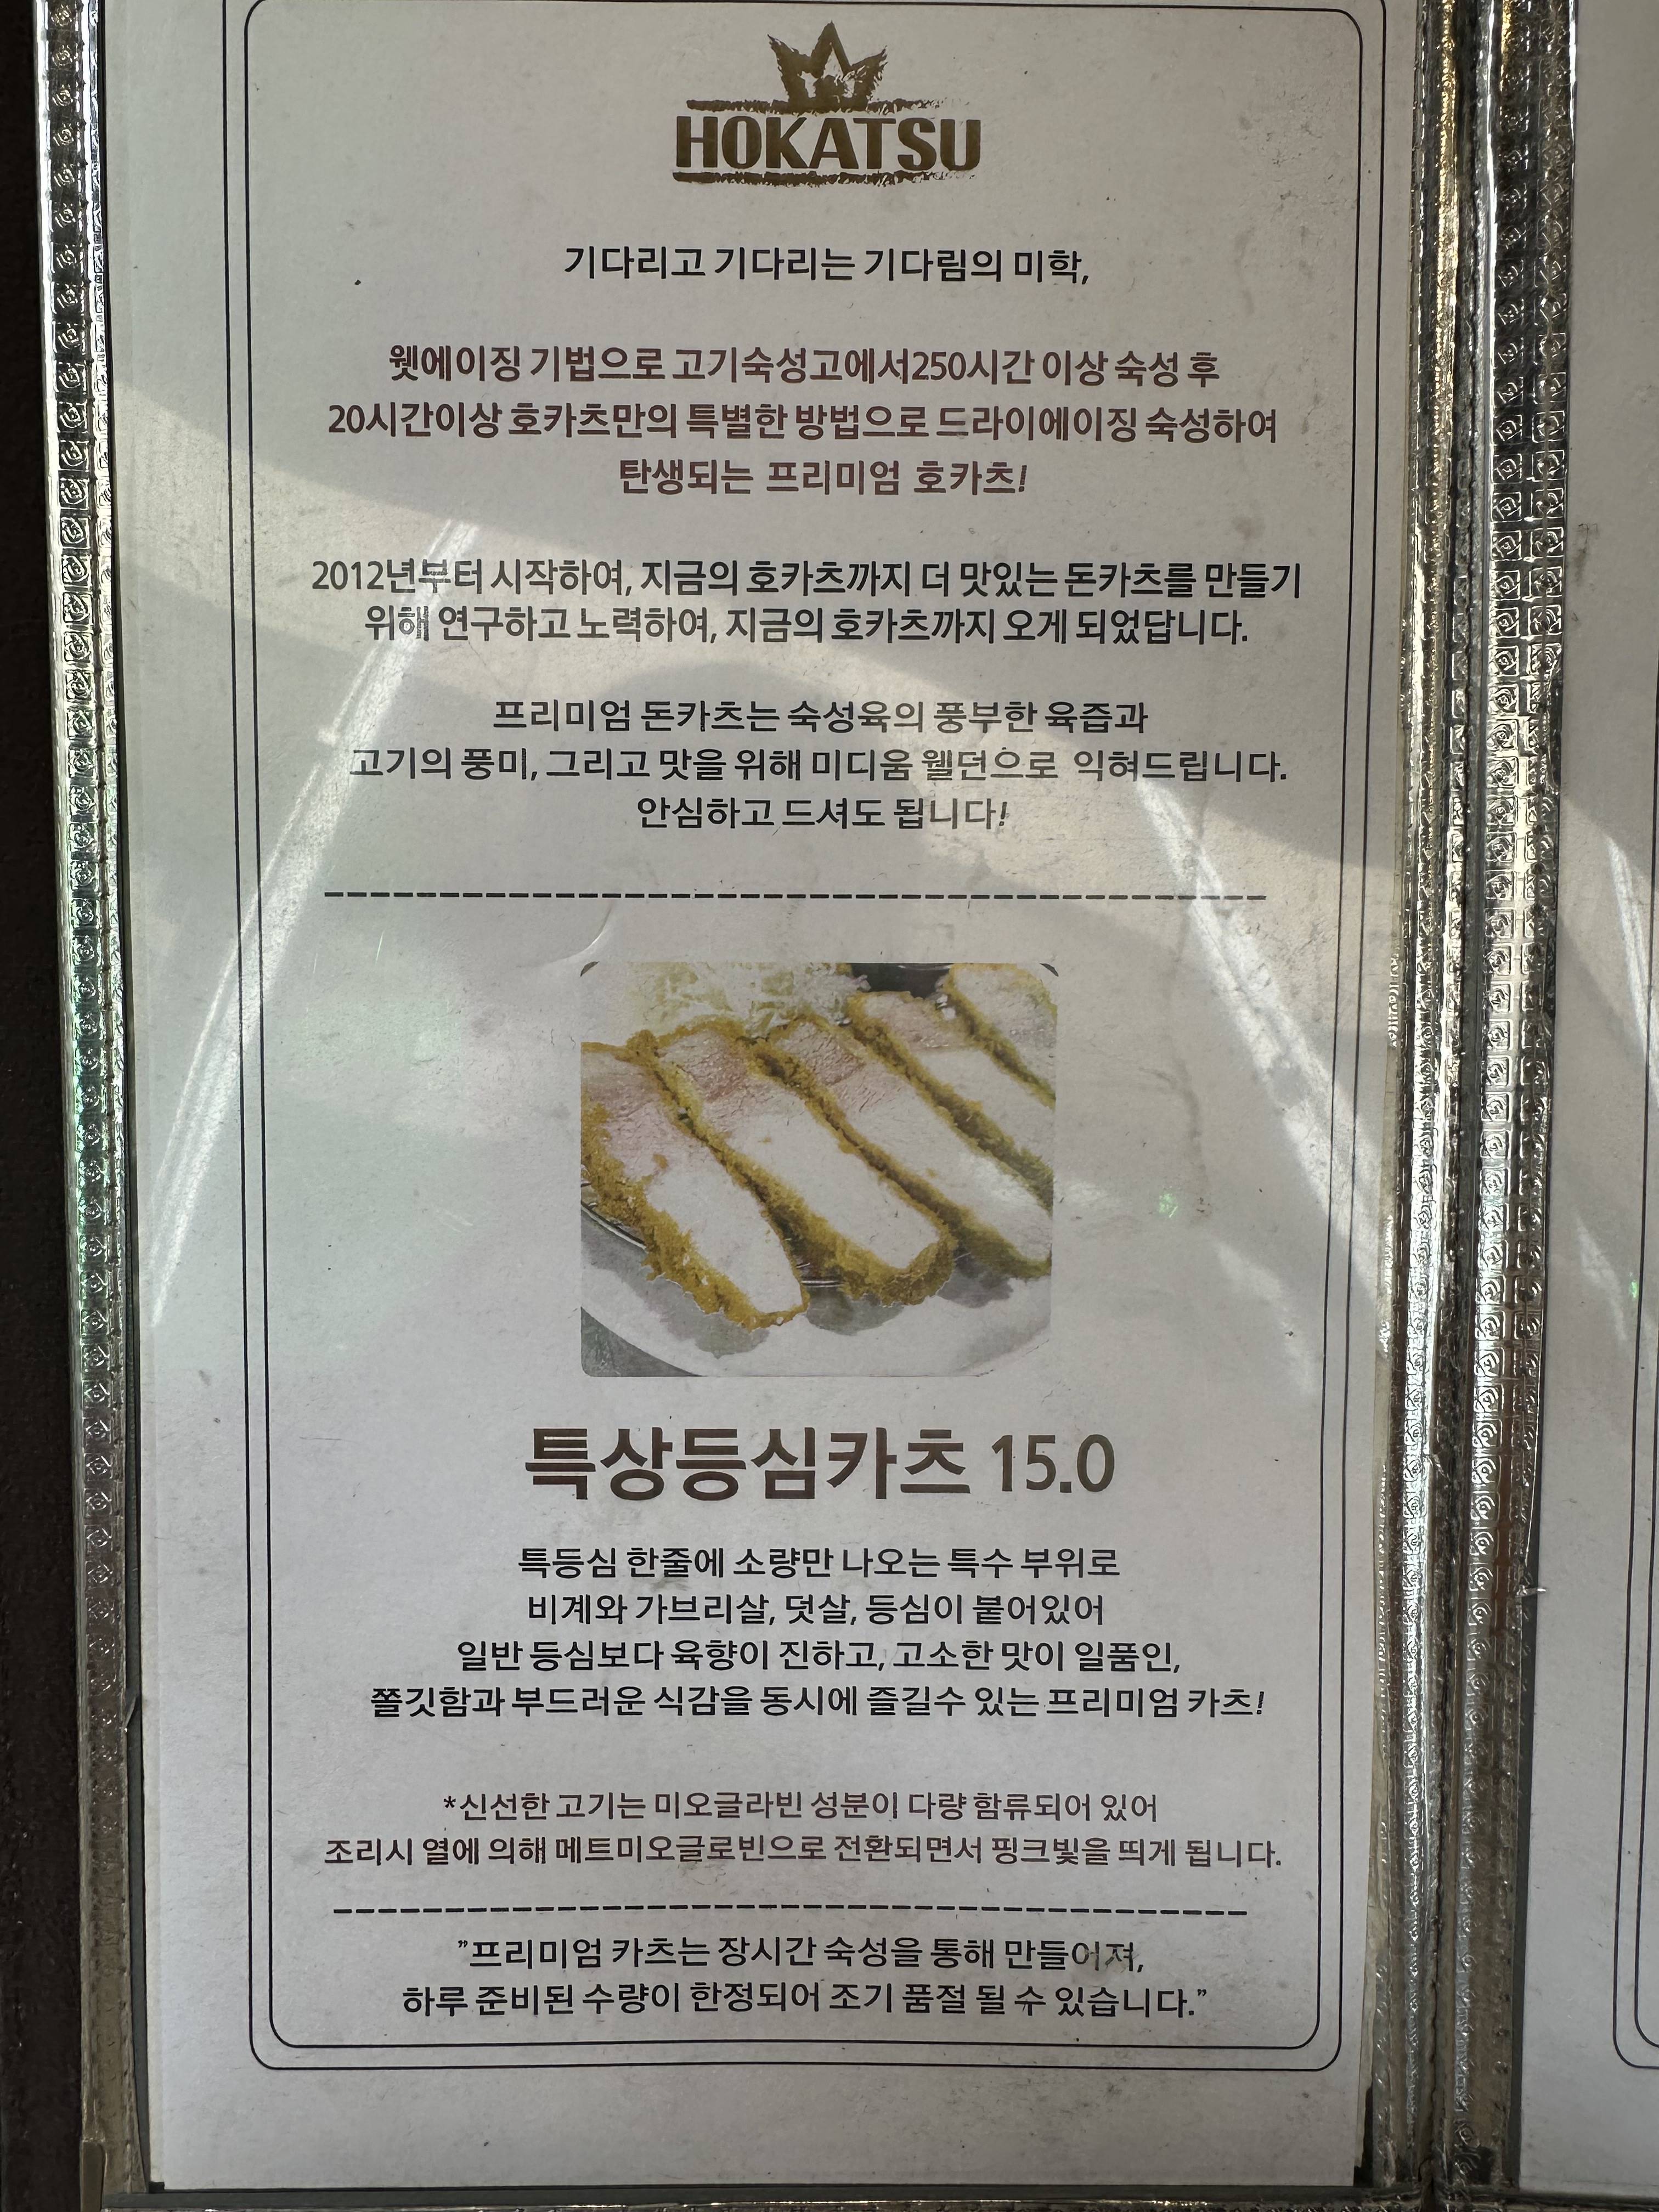 HOKATSU
기다리고 기다리는 기다림의 미학,
웻에이징 기법으로 고기숙성고에서250시간 이상 숙성 후
20시간이상 호카츠만의 특별한 방법으로 드라이에이징 숙성하여
탄생되는 프리미엄 호카츠!
2012년부터 시작하여, 지금의 호카츠까지 더 맛있는 돈카츠를 만들기
위해 연구하고 노력하여, 지금의 호카츠까지 오게 되었답니다.
프리미엄 돈카츠는 숙성육의 풍부한 육즙과
고기의 풍미, 그리고 맛을 위해 미디움 웰던으로 익혀드립니다.
안심하고 드셔도 됩니다!
특상등심카츠 15.0
특등심 한줄에 소량만 나오는 특수 부위로
비계와 가브리살, 덧살, 등심이 붙어있어
일반 등심보다 육향이 진하고, 고소한 맛이 일품인,
쫄깃함과 부드러운 식감을 동시에 즐길수 있는 프리미엄 카츠!
*신선한 고기는 미오글라빈 성분이 다량 함류되어 있어
조리시 열에 의해 메트미오글로빈으로 전환되면서 핑크빛을 띄게 됩니다.
"프리미엄 카츠는 장시간 숙성을 통해 만들어져,
하루 준비된 수량이 한정되어 조기 품절 될 수 있습니다."